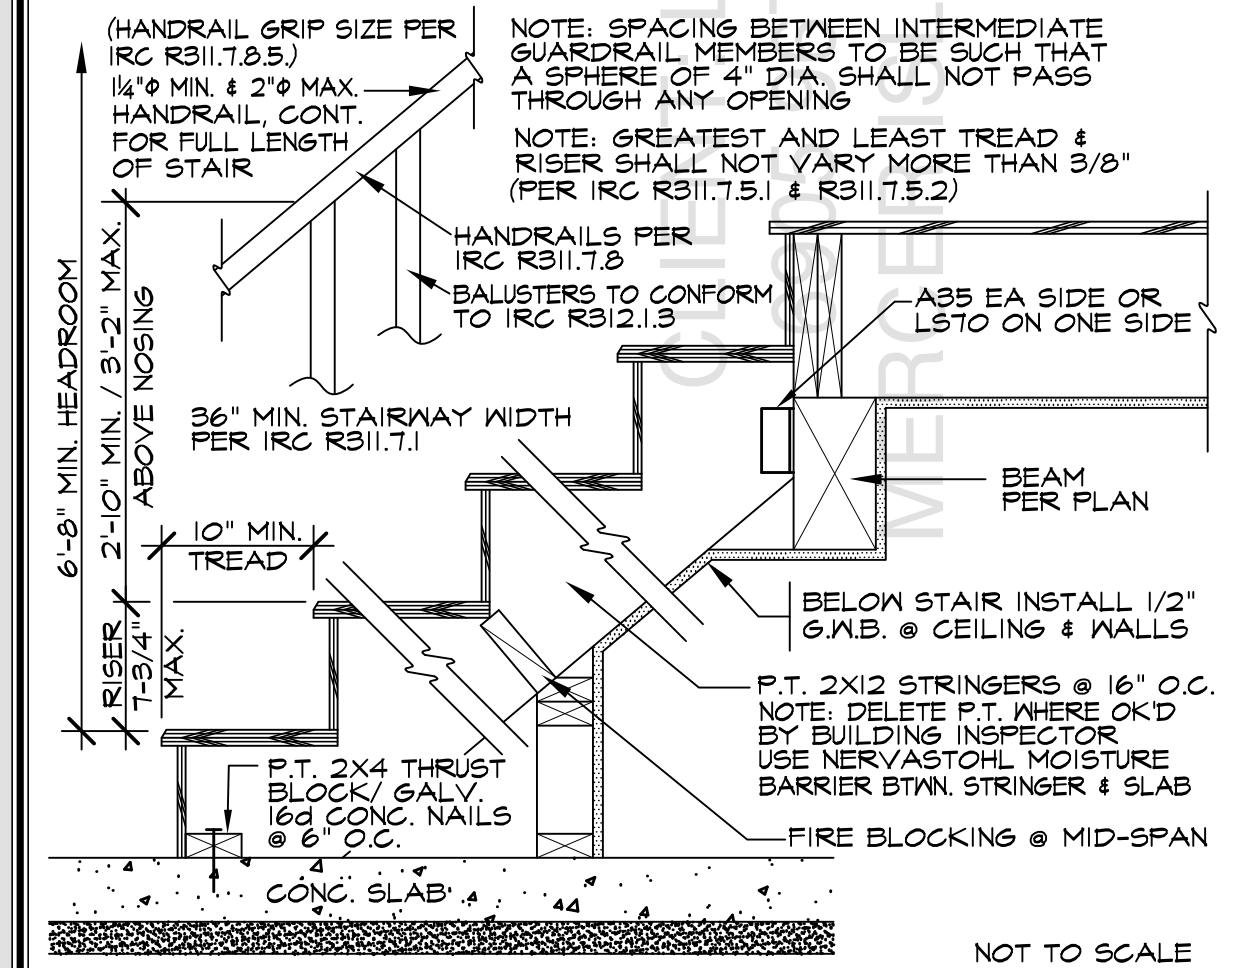 (HANDRAIL GRIP SIZE PER
IRC R311.7.8.5.)
1¼"Φ MIN. & 2"Φ MAX.
HANDRAIL, CONT.
FOR FULL LENGTH
OF STAIR
NOTE: SPACING BETWEEN INTERMEDIATE
GUARDRAIL MEMBERS TO BE SUCH THAT
A SPHERE OF 4" DIA. SHALL NOT PASS
THROUGH ANY OPENING
NOTE: GREATEST AND LEAST TREAD &
RISER SHALL NOT VARY MORE THAN 3/8"
(PER IRC R311.7.5.1 & R311.7.5.2)
HANDRAILS PER
IRC R311.7.8
BALUSTERS TO CONFORM
TO IRC R312.1.3
A35 EA SIDE OR
LS70 ON ONE SIDE
6'-8" MIN. HEADROOM
2'-10" MIN. / 3'-2" MAX.
ABOVE NOSING
36" MIN. STAIRWAY WIDTH
PER IRC R311.7.1
BEAM
PER PLAN
10" MIN.
TREAD
RISER
7-3/4"
MAX.
BELOW STAIR INSTALL 1/2"
G.W.B. @ CEILING & WALLS
P.T. 2X12 STRINGERS @ 16" O.C.
NOTE: DELETE P.T. WHERE OK'D
BY BUILDING INSPECTOR
USE NERVASTOHL MOISTURE
BARRIER BTWN. STRINGER & SLAB
P.T. 2X4 THRUST
BLOCK/ GALV.
16d CONC. NAILS
@ 6" O.C.
FIRE BLOCKING @ MID-SPAN
CONC. SLAB
NOT TO SCALE